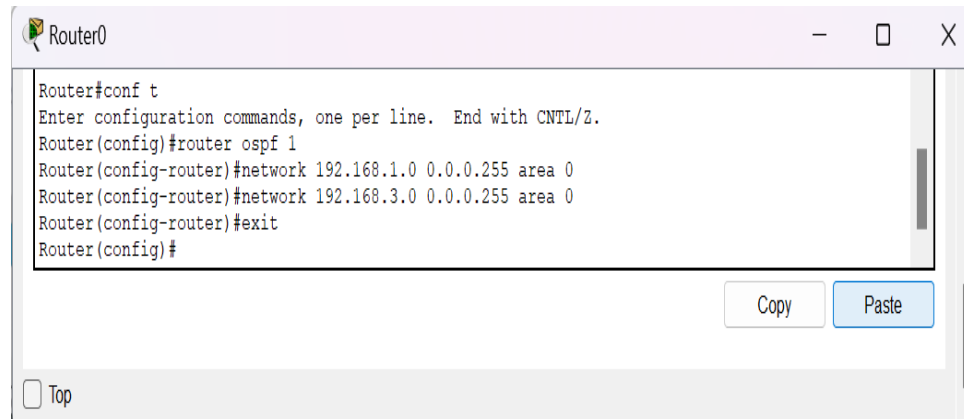 Router0
Router#conf t
Enter configuration commands, one per line.  End with CNTL/Z.
Router(config)#router ospf 1
Router(config-router)#network 192.168.1.0 0.0.0.255 area 0
Router(config-router)#network 192.168.3.0 0.0.0.255 area 0
Router(config-router)#exit
Router(config)#
Copy
Paste
Top